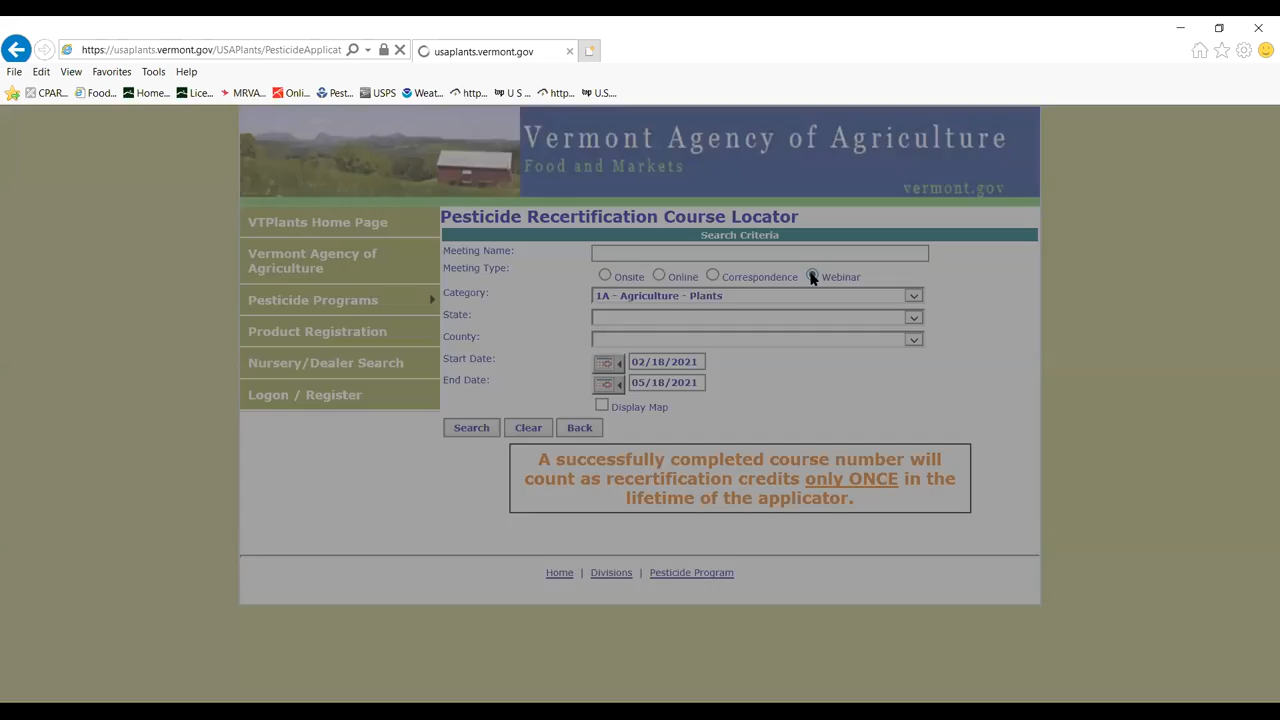 https://usaplants.vermont.gov/USAPlants/PesticideApplicat
usaplants.vermont.gov
File Edit View Favorites Tools Help
CPAR... Food... Home... Lice... MRVA... Onli... Pest... USPS Weat... http... U S ... http... U.S....
Vermont Agency of Agriculture
Food and Markets
vermont.gov
VTPlants Home Page
Vermont Agency of
Agriculture
Pesticide Programs
Product Registration
Nursery/Dealer Search
Logon / Register
Pesticide Recertification Course Locator
Search Criteria
Meeting Name:
Meeting Type: Onsite Online Correspondence Webinar
Category: 1A - Agriculture - Plants
State:
County:
Start Date: 02/18/2021
End Date: 05/18/2021
Display Map
Search Clear Back
A successfully completed course number will
count as recertification credits only ONCE in the
lifetime of the applicator.
Home | Divisions | Pesticide Program